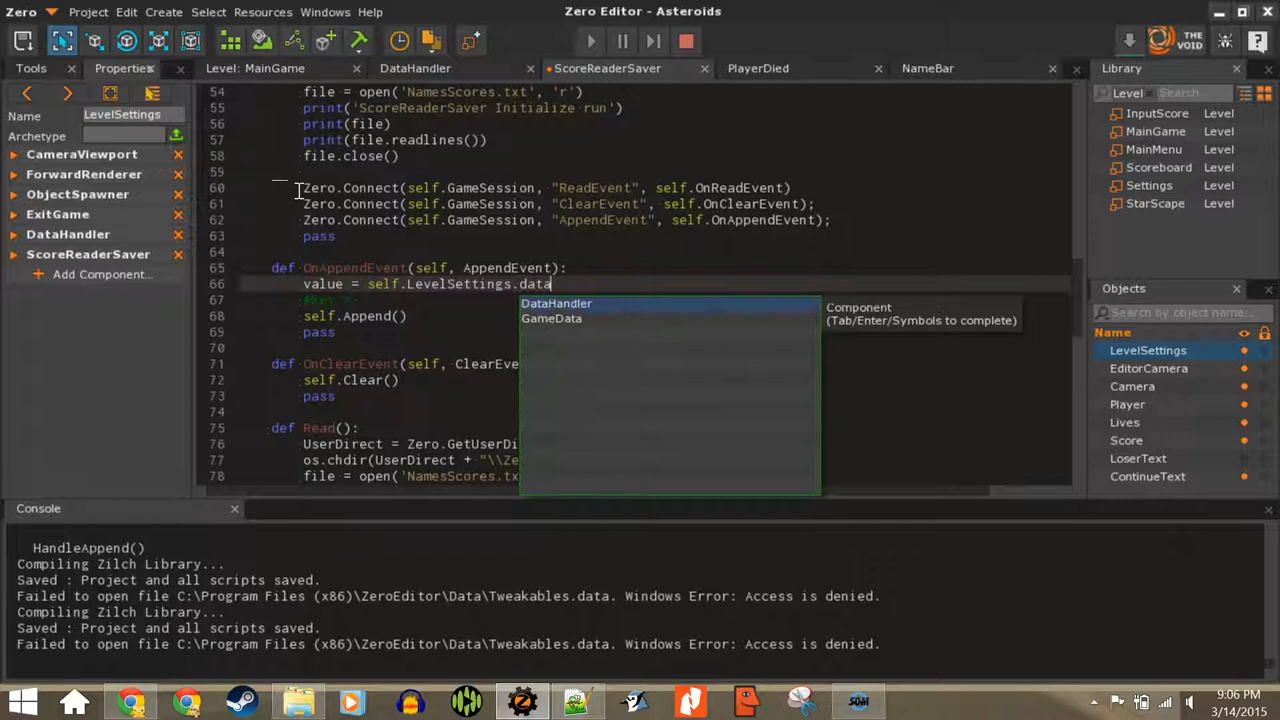 Zero Project Edit Create Select Resources Windows Help
Zero Editor - Asteroids
THE VOID
Tools Properties Level: MainGame DataHandler ScoreReaderSaver PlayerDied NameBar Library
Name LevelSettings
Archetype
CameraViewport
ForwardRenderer
ObjectSpawner
ExitGame
DataHandler
ScoreReaderSaver
Add Component...
54 file = open('NamesScores.txt', 'r')
55 print('ScoreReaderSaver Initialize run')
56 print(file)
57 print(file.readlines())
58 file.close()
59
60 Zero.Connect(self.GameSession, "ReadEvent", self.OnReadEvent)
61 Zero.Connect(self.GameSession, "ClearEvent", self.OnClearEvent);
62 Zero.Connect(self.GameSession, "AppendEvent", self.OnAppendEvent);
63 pass
64
65 def OnAppendEvent(self, AppendEvent):
66 value = self.LevelSettings.data
67 #key =
68 self.Append()
69 pass
70
71 def OnClearEvent(self, ClearEve
72 self.Clear()
73 pass
74
75 def Read():
76 UserDirect = Zero.GetUserDi
77 os.chdir(UserDirect + "\\Ze
78 file = open('NamesScores.tx
DataHandler
GameData
Component
(Tab/Enter/Symbols to complete)
Level Search...
InputScore Level
MainGame Level
MainMenu Level
Scoreboard Level
Settings Level
StarScape Level
Objects
Search by object name...
Name
LevelSettings
EditorCamera
Camera
Player
Lives
Score
LoserText
ContinueText
Console
HandleAppend()
Compiling Zilch Library...
Saved : Project and all scripts saved.
Failed to open file C:\Program Files (x86)\ZeroEditor\Data\Tweakables.data. Windows Error: Access is denied.
Compiling Zilch Library...
Saved : Project and all scripts saved.
Failed to open file C:\Program Files (x86)\ZeroEditor\Data\Tweakables.data. Windows Error: Access is denied.
SOM
9:06 PM
3/14/2015